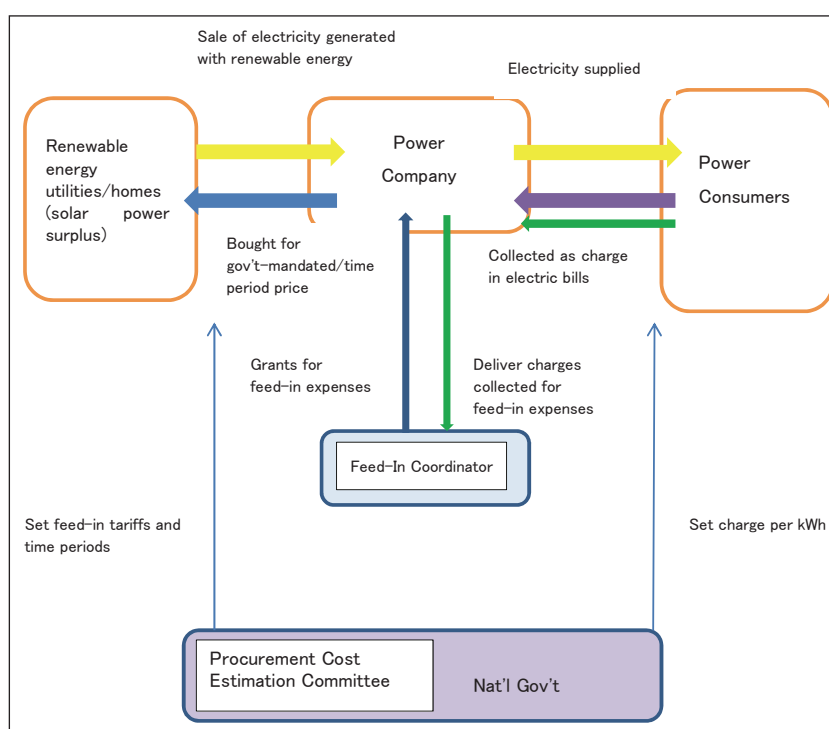 Sale of electricity generated
with renewable energy
Electricity supplied
Renewable
energy
utilities/homes
(solar power
surplus)
Power
Company
Power
Consumers
Bought for
gov't-mandated/time
period price
Collected as charge
in electric bills
Grants for
feed-in expenses
Deliver charges
collected for
feed-in expenses
Feed-In Coordinator
Set feed-in tariffs and
time periods
Set charge per kWh
Procurement Cost
Estimation Committee
Nat'l Gov't